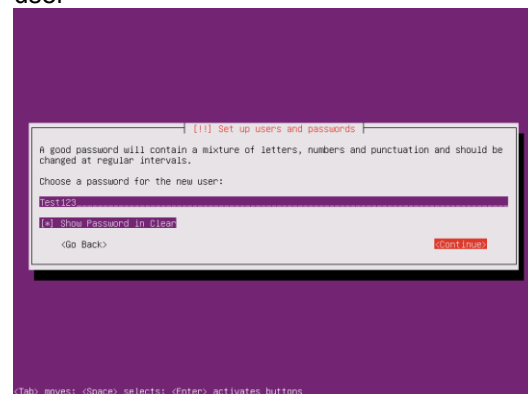 user
[!!] Set up users and passwords
A good password will contain a mixture of letters, numbers and punctuation and should be
changed at regular intervals.
Choose a password for the new user:
Test123
[*] Show Password in Clear
<Go Back> <Continue>
<Tab> moves; <Space> selects; <Enter> activates buttons